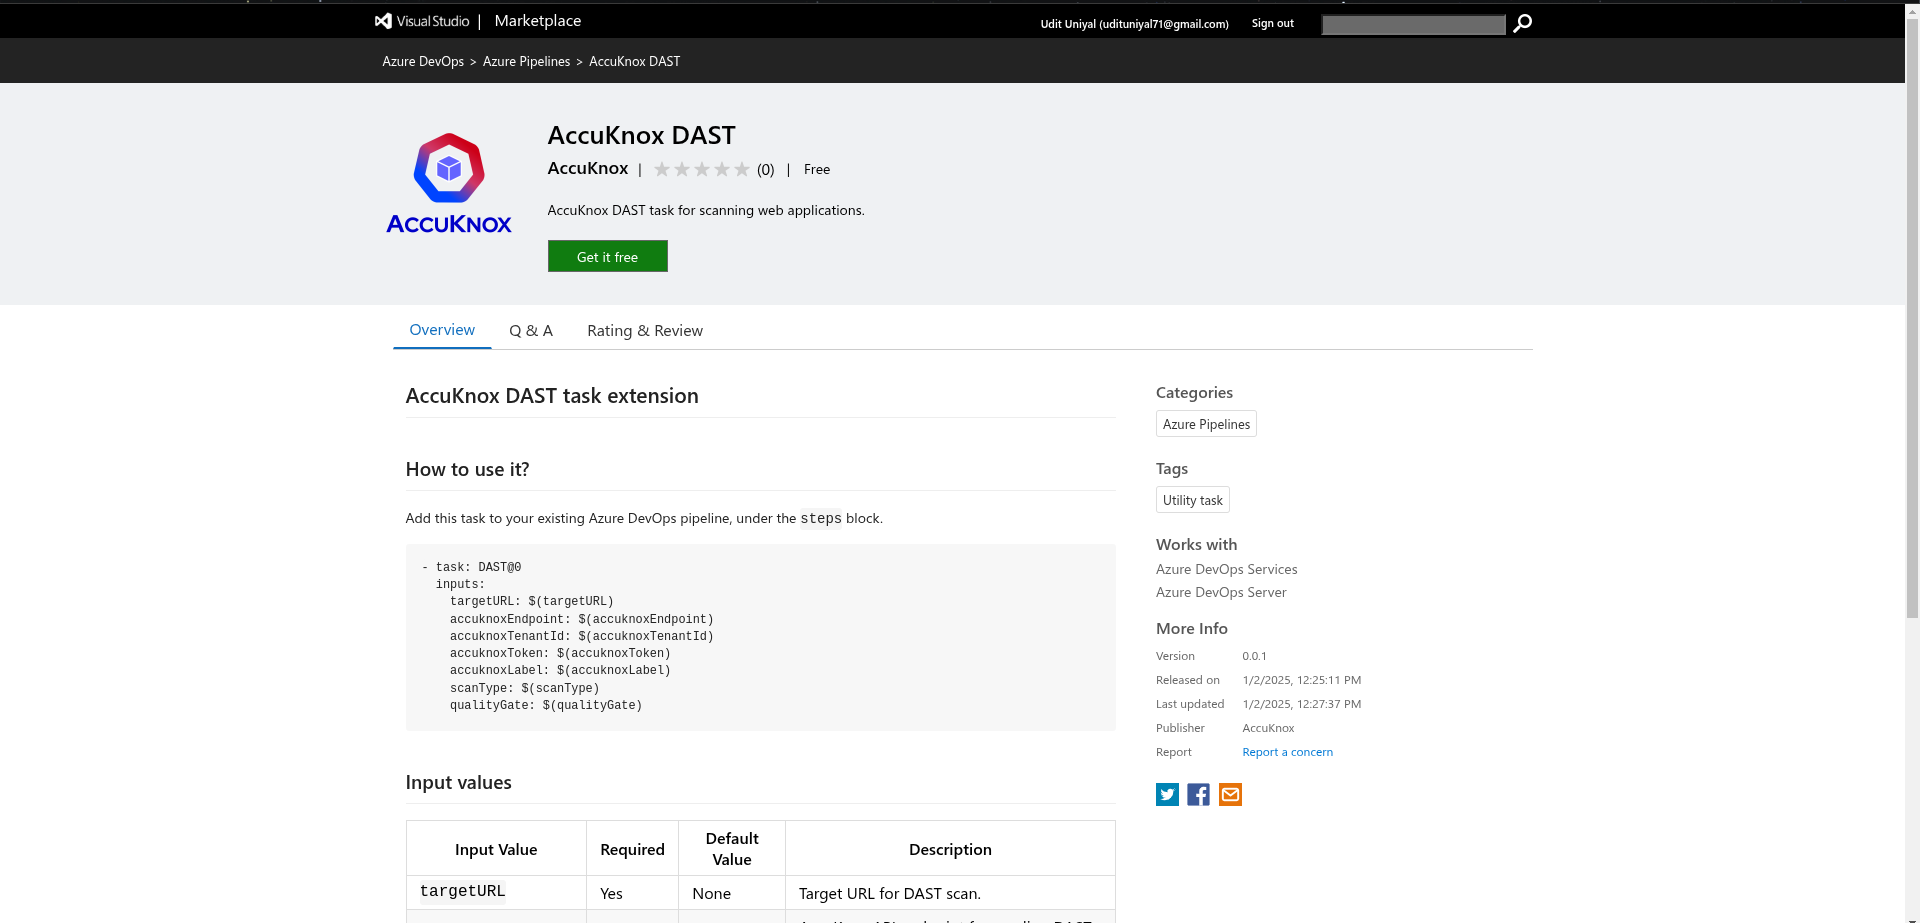 Visual Studio | Marketplace
Udit Uniyal (udituniyal71@gmail.com) Sign out
Azure DevOps > Azure Pipelines > AccuKnox DAST
ACCUKNOX
AccuKnox DAST
AccuKnox | (0) | Free
AccuKnox DAST task for scanning web applications.
Get it free
Overview Q & A Rating & Review
AccuKnox DAST task extension
How to use it?
Add this task to your existing Azure DevOps pipeline, under the steps block.
- task: DAST@0
  inputs:
    targetURL: $(targetURL)
    accuknoxEndpoint: $(accuknoxEndpoint)
    accuknoxTenantId: $(accuknoxTenantId)
    accuknoxToken: $(accuknoxToken)
    accuknoxLabel: $(accuknoxLabel)
    scanType: $(scanType)
    qualityGate: $(qualityGate)
Input values
Input Value Required Default Value Description
targetURL Yes None Target URL for DAST scan.
Categories
Azure Pipelines
Tags
Utility task
Works with
Azure DevOps Services
Azure DevOps Server
More Info
Version 0.0.1
Released on 1/2/2025, 12:25:11 PM
Last updated 1/2/2025, 12:27:37 PM
Publisher AccuKnox
Report Report a concern